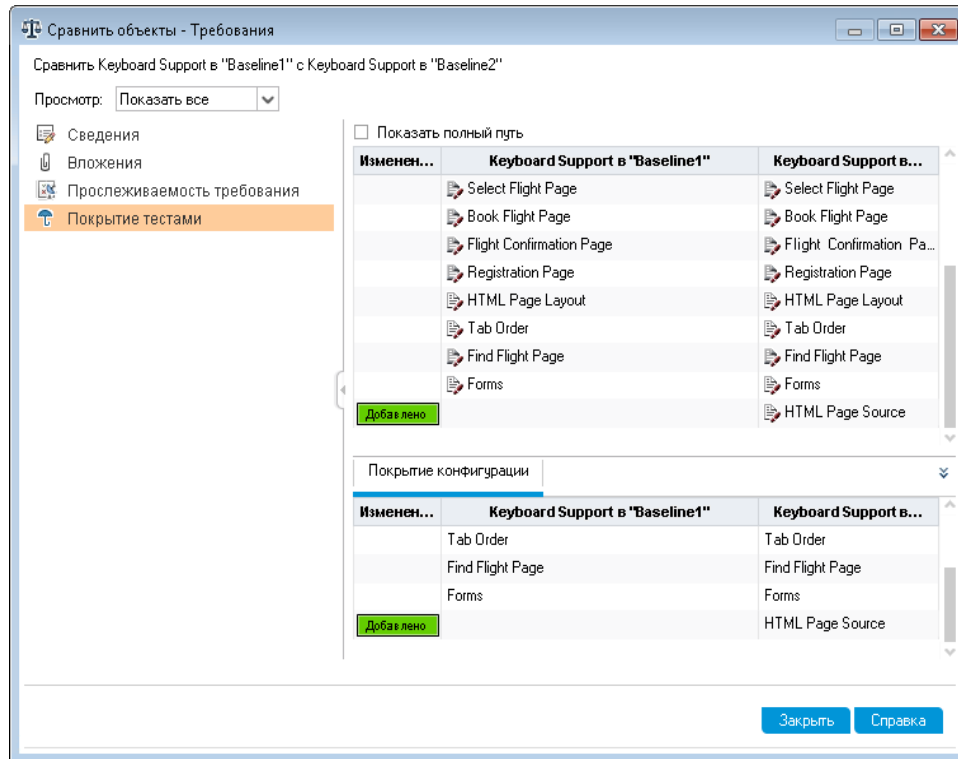 Сравнить объекты - Требования
Сравнить Keyboard Support в "Baseline1" с Keyboard Support в "Baseline2"
Просмотр: Показать все
Сведения
Вложения
Прослеживаемость требования
Покрытие тестами
Показать полный путь
Изменен... Keyboard Support в "Baseline1" Keyboard Support в...
Select Flight Page Select Flight Page
Book Flight Page Book Flight Page
Flight Confirmation Page Flight Confirmation Pa...
Registration Page Registration Page
HTML Page Layout HTML Page Layout
Tab Order Tab Order
Find Flight Page Find Flight Page
Forms Forms
Добавлено HTML Page Source
Покрытие конфигурации
Изменен... Keyboard Support в "Baseline1" Keyboard Support в...
Tab Order Tab Order
Find Flight Page Find Flight Page
Forms Forms
Добавлено HTML Page Source
Закрыть Справка